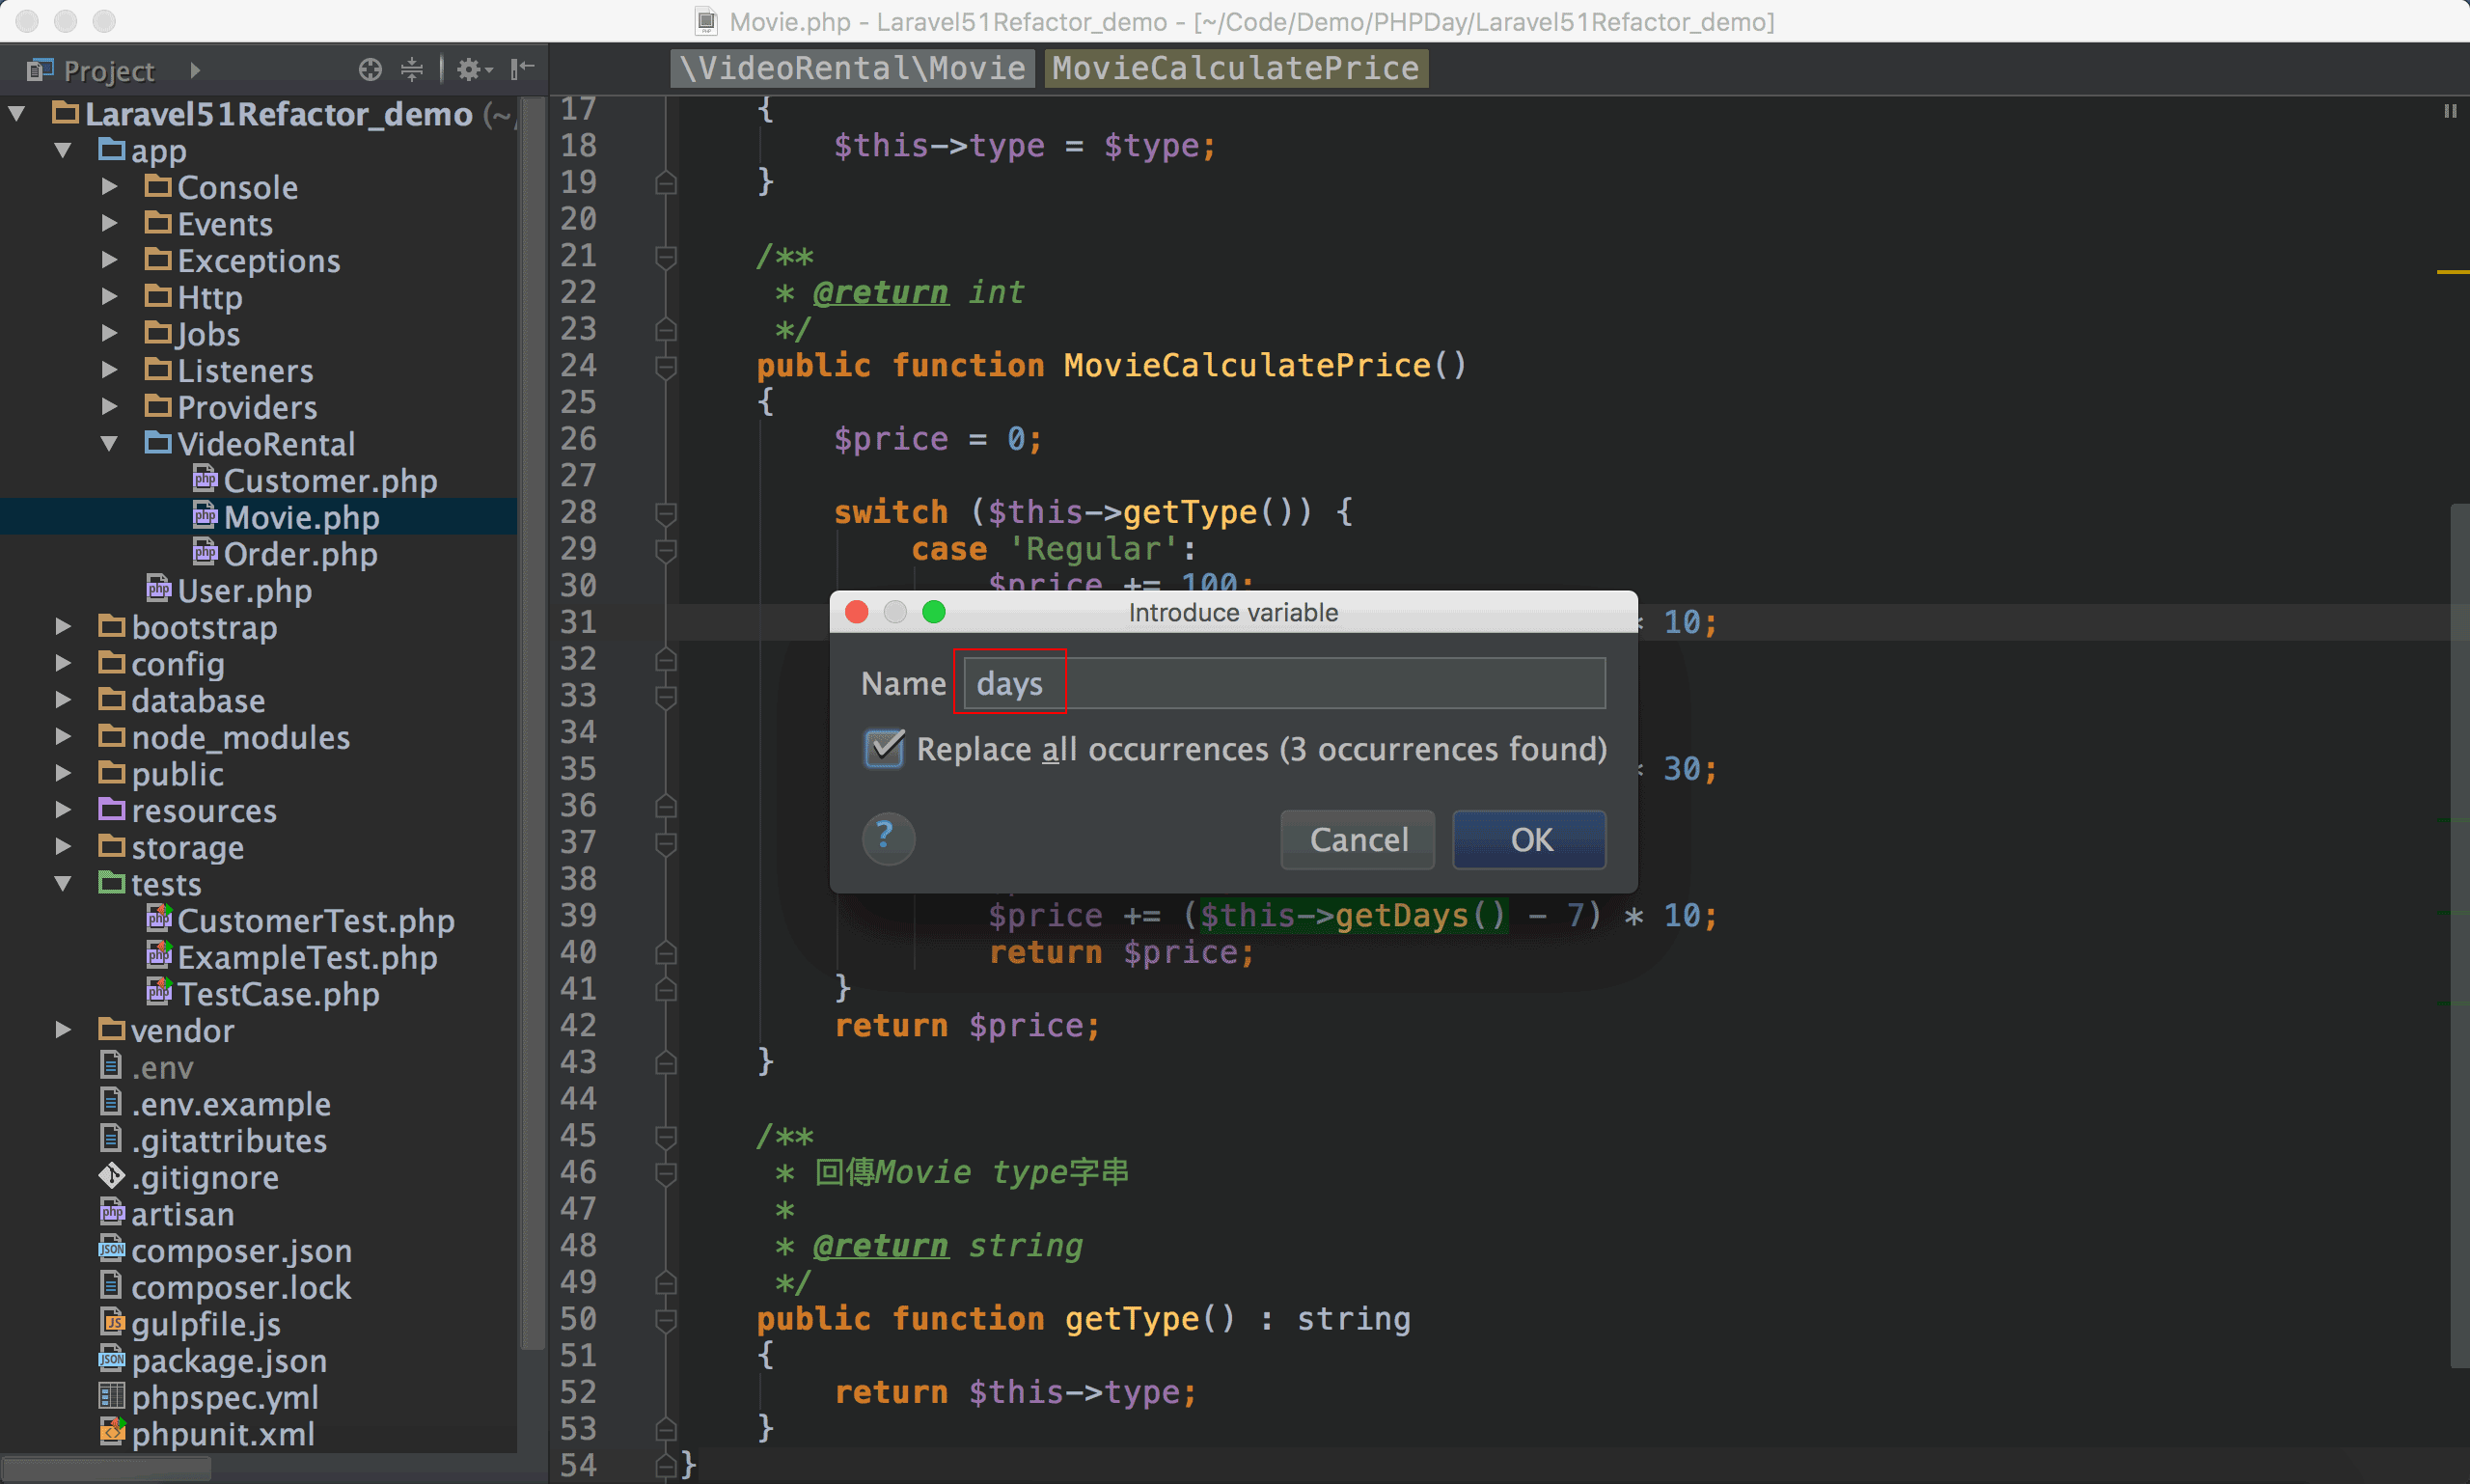 Movie.php - Laravel51Refactor_demo - [~/Code/Demo/PHPDay/Laravel51Refactor_demo]
Project
\VideoRental\Movie MovieCalculatePrice
Laravel51Refactor_demo (~/
app
Console
Events
Exceptions
Http
Jobs
Listeners
Providers
VideoRental
Customer.php
Movie.php
Order.php
User.php
bootstrap
config
database
node_modules
public
resources
storage
tests
CustomerTest.php
ExampleTest.php
TestCase.php
vendor
.env
.env.example
.gitattributes
.gitignore
artisan
composer.json
composer.lock
gulpfile.js
package.json
phpspec.yml
phpunit.xml
17 {
18 $this->type = $type;
19 }
20
21 /**
22 * @return int
23 */
24 public function MovieCalculatePrice()
25 {
26 $price = 0;
27
28 switch ($this->getType()) {
29 case 'Regular':
30 $price += 100;
31 * 10;
32
33
34
35 * 30;
36
37
38
39 $price += ($this->getDays() - 7) * 10;
40 return $price;
41 }
42 return $price;
43 }
44
45 /**
46 * 回傳Movie type字串
47 *
48 * @return string
49 */
50 public function getType() : string
51 {
52 return $this->type;
53 }
54 }
Introduce variable
Name days
Replace all occurrences (3 occurrences found)
? Cancel OK